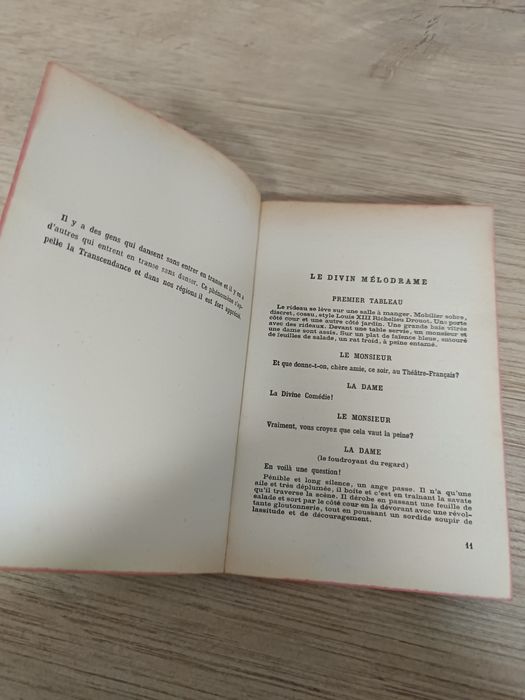 Il y a des gens qui dansent sans entrer en transe et il y en a
d'autres qui entrent en transe sans danser. Ce phénomène s'ap-
pelle la Transcendance et dans nos régions il est fort apprécié.
LE DIVIN MÉLODRAME
PREMIER TABLEAU
Le rideau se lève sur une salle à manger. Mobilier sobre,
discret, cossu, style Louis XIII Richelieu Drouot. Une porte
côté cour et une autre côté jardin. Une grande baie vitrée
avec des rideaux. Devant une table servie, un monsieur et
une dame sont assis. Sur un plat de faïence bleue, entouré
de feuilles de salade, un rat froid, à peine entamé.
LE MONSIEUR
Et que donne-t-on, chère amie, ce soir, au Théâtre-Français?
LA DAME
La Divine Comédie!
LE MONSIEUR
Vraiment, vous croyez que cela vaut la peine?
LA DAME
(le foudroyant du regard)
En voilà une question!
Pénible et long silence, un ange passe. Il n'a qu'une
aile et très déplumée, il boite et c'est en traînant la savate
qu'il traverse la scène. Il dérobe en passant une feuille de
salade et sort par le côté cour en la dévorant avec une révol-
tante gloutonnerie, tout en poussant un sordide soupir de
lassitude et de découragement.
11